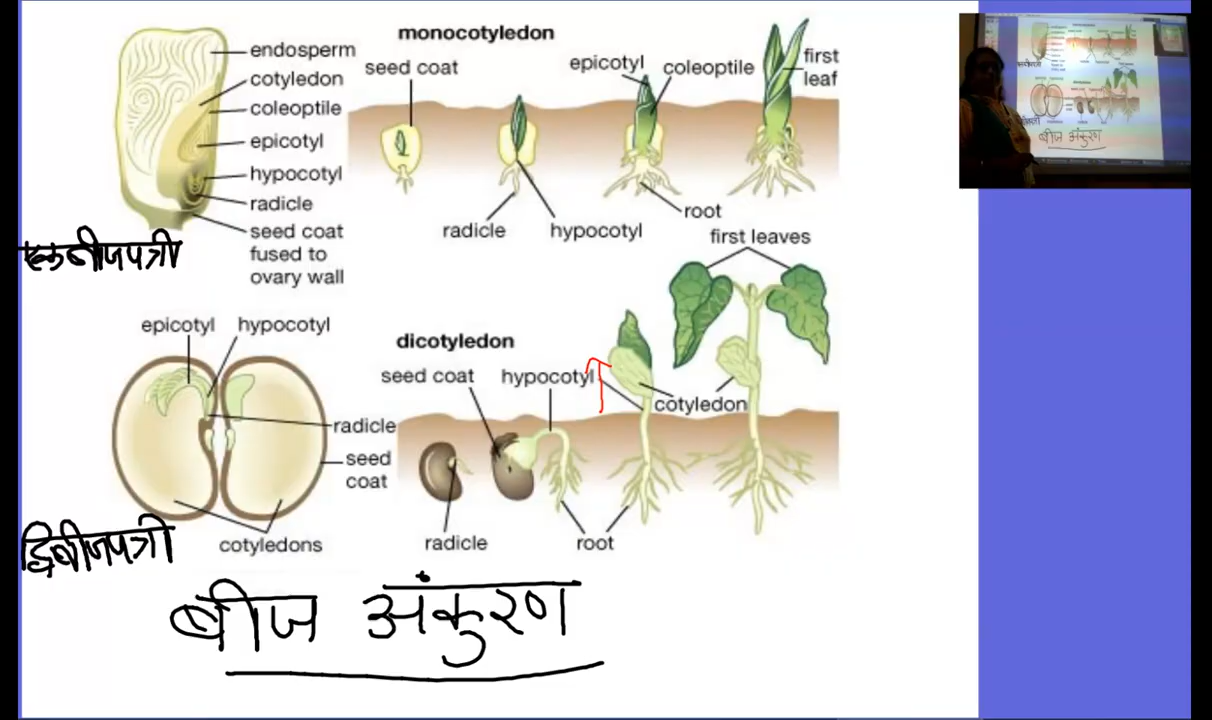 monocotyledon
endosperm
cotyledon
coleoptile
epicotyl
hypocotyl
radicle
seed coat
fused to
ovary wall
seed coat
epicotyl
coleoptile
first
leaf
radicle
hypocotyl
root
एकबीजपत्री
first leaves
epicotyl
hypocotyl
radicle
seed
coat
cotyledons
dicotyledon
seed coat
hypocotyl
cotyledon
radicle
root
द्विबीजपत्री
बीज अंकुरण
बीज अंकुरण